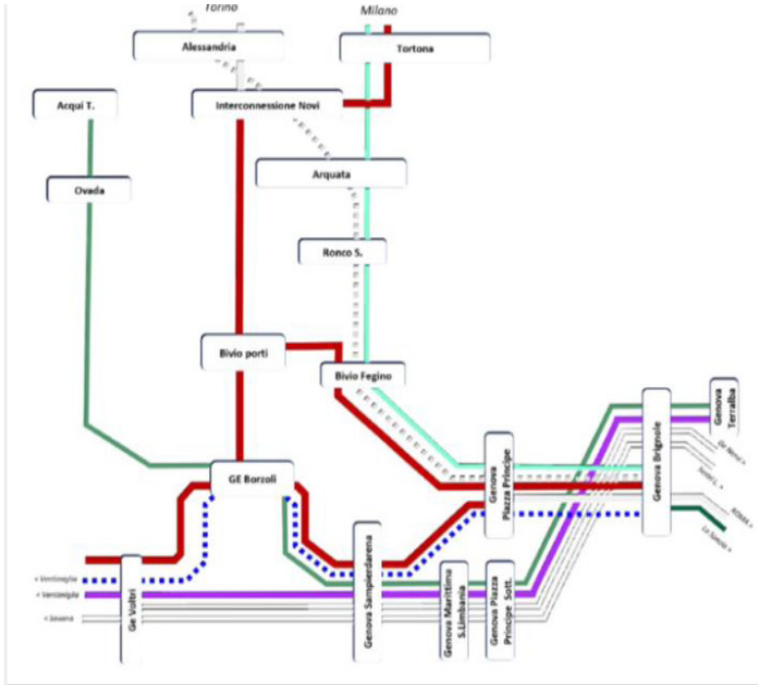 Torino
Milano
Alessandria
Tortona
Acqui T.
Interconnessione Novi
Arquata
Ovada
Ronco S.
Bivio porti
Bivio Fegino
Genova
Terralba
Genova Brignole
Genova
Piazza Principe
GE Borzoli
ROMA >
Genova Sampierdarena
Ge Voltri
Genova Marittima
S.Limbania
Genova Piazza
Principe Sott.
< Ventimiglia
< Ventimiglia
< Savona